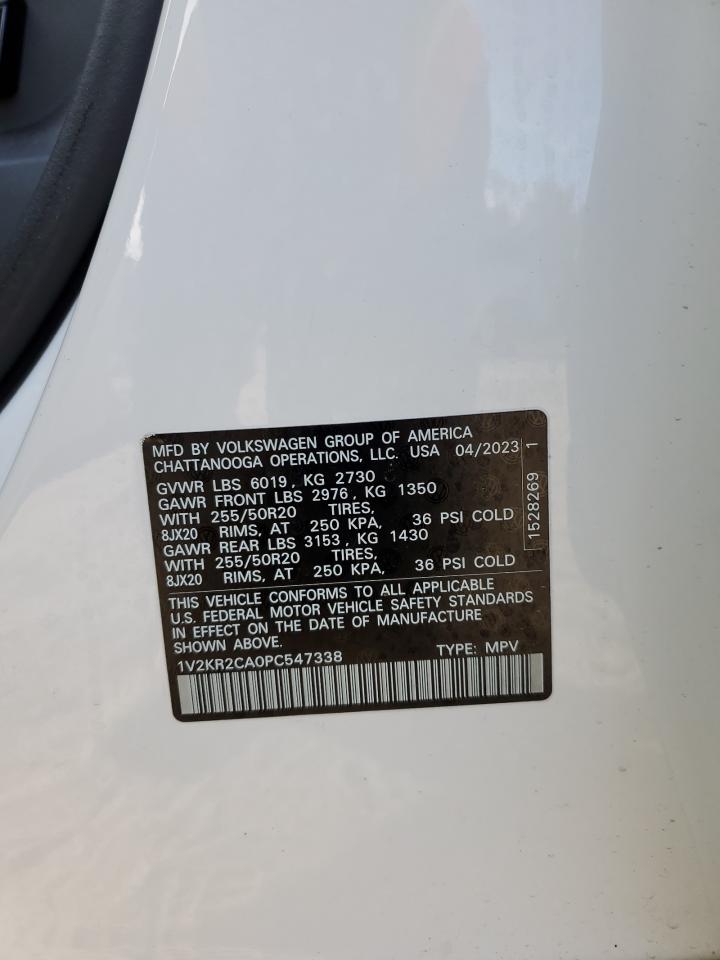 MFD BY VOLKSWAGEN GROUP OF AMERICA
CHATTANOOGA OPERATIONS, LLC. USA 04/2023
GVWR LBS 6019, KG 2730
GAWR FRONT LBS 2976, KG 1350
WITH 255/50R20 TIRES,
8JX20 RIMS, AT 250 KPA, 36 PSI COLD
GAWR REAR LBS 3153, KG 1430
WITH 255/50R20 TIRES,
8JX20 RIMS, AT 250 KPA, 36 PSI COLD
THIS VEHICLE CONFORMS TO ALL APPLICABLE
U.S. FEDERAL MOTOR VEHICLE SAFETY STANDARDS
IN EFFECT ON THE DATE OF MANUFACTURE
SHOWN ABOVE.
1V2KR2CA0PC547338 TYPE: MPV
1528269 1